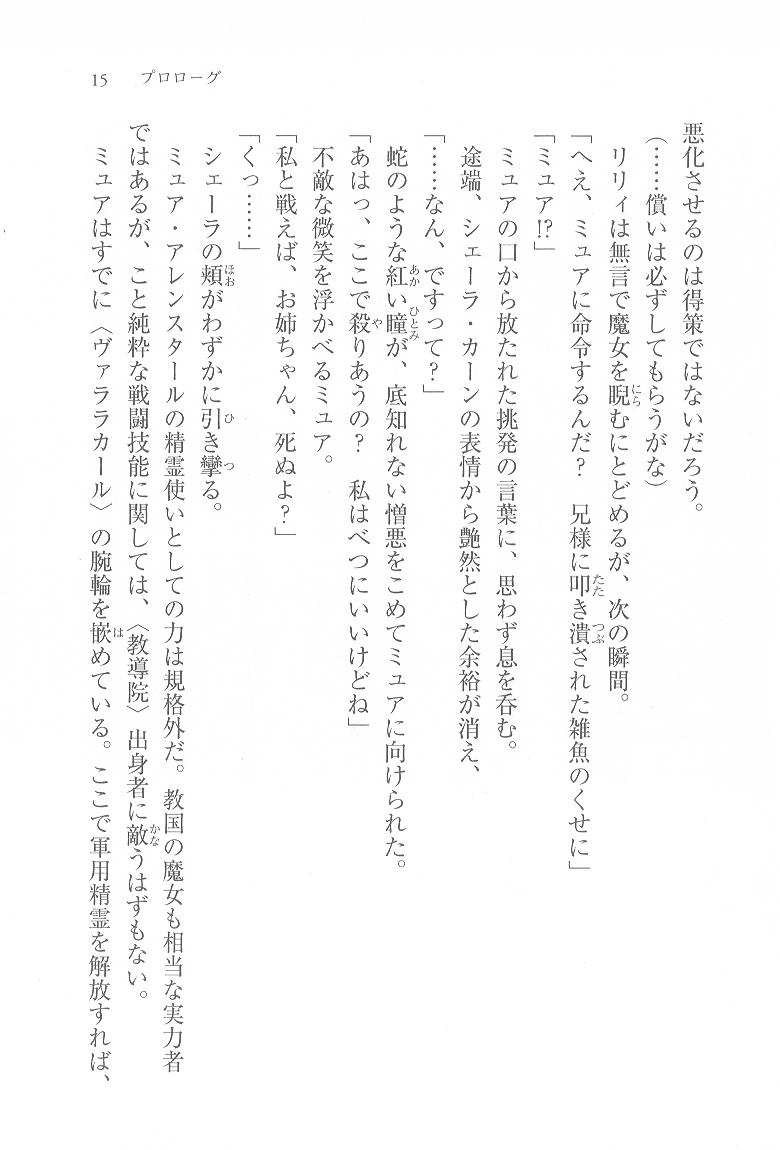 15　プロローグ
悪化させるのは得策ではないだろう。
（……償いは必ずしてもらうがな）
リリィは無言で魔女を睨むにとどめるが、次の瞬間。
「へえ、ミュアに命令するんだ？　兄様に叩き潰された雑魚のくせに」
「ミュア!?」
ミュアの口から放たれた挑発の言葉に、思わず息を呑む。
途端、シェーラ・カーンの表情から艶然とした余裕が消え、
「……なん、ですって？」
蛇のような紅い瞳が、底知れない憎悪をこめてミュアに向けられた。
「あはっ、ここで殺りあうの？　私はべつにいいけどね」
不敵な微笑を浮かべるミュア。
「私と戦えば、お姉ちゃん、死ぬよ？」
「くっ……」
シェーラの頬がわずかに引き攣る。
ミュア・アレンスタールの精霊使いとしての力は規格外だ。教国の魔女も相当な実力者
ではあるが、こと純粋な戦闘技能に関しては、〈教導院〉出身者に敵うはずもない。
ミュアはすでに〈ヴァララカール〉の腕輪を嵌めている。ここで軍用精霊を解放すれば、